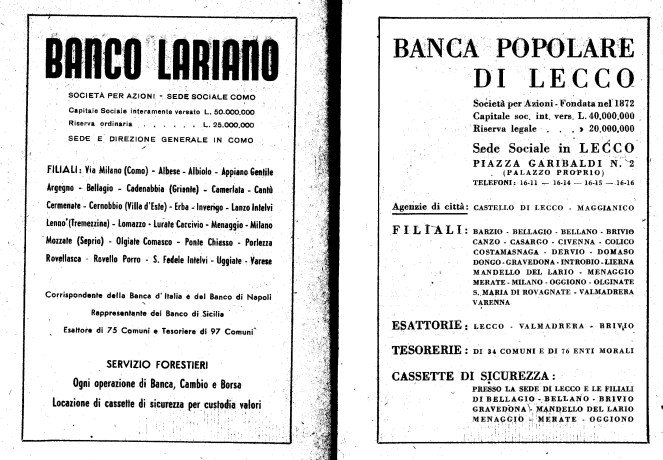 BANCO LARIANO
SOCIETÀ PER AZIONI - SEDE SOCIALE COMO
Capitale Sociale interamente versato L. 50.000,000
Riserva ordinaria . . . . . . L. 25.000,000
SEDE E DIREZIONE GENERALE IN COMO
FILIALI: Via Milano (Como) - Albese - Albiolo - Appiano Gentile
Argegno - Bellagio - Cadenabbia (Griante) - Camerlata - Cantù
Cermenate - Cernobbio (Villa d'Este) - Erba - Inverigo - Lanzo Intelvi
Lenno (Tremezzina) - Lomazzo - Lurate Caccivio - Menaggio - Milano
Mozzate (Seprio) - Olgiate Comasco - Ponte Chiasso - Porlezza
Rovellasca - Rovello Porro - S. Fedele Intelvi - Uggiate - Varese
Corrispondente della Banca d'Italia e del Banco di Napoli
Rappresentante del Banco di Sicilia
Esattore di 75 Comuni e Tesoriere di 97 Comuni
SERVIZIO FORESTIERI
Ogni operazione di Banca, Cambio e Borsa
Locazione di cassette di sicurezza per custodia valori
BANCA POPOLARE
DI LECCO
Società per Azioni - Fondata nel 1872
Capitale soc. int. vers. L. 40,000,000
Riserva legale . . . » 20,000,000
Sede Sociale in LECCO
PIAZZA GARIBALDI N. 2
(PALAZZO PROPRIO)
TELEFONI: 16-11 — 16-14 — 16-15 — 16-16
Agenzie di città: CASTELLO DI LECCO - MAGGIANICO
FILIALI: BARZIO - BELLAGIO - BELLANO - BRIVIO
CANZO - CASARGO - CIVENNA - COLICO
COSTAMASNAGA - DERVIO - DOMASO
DONGO - GRAVEDONA - INTROBIO - LIERNA
MANDELLO DEL LARIO - MENAGGIO
MERATE - MILANO - OGGIONO - OLGINATE
S. MARIA DI ROVAGNATE - VALMADRERA
VARENNA
ESATTORIE: LECCO - VALMADRERA - BRIVIO
TESORERIE: DI 34 COMUNI E DI 76 ENTI MORALI
CASSETTE DI SICUREZZA:
PRESSO LA SEDE DI LECCO E LE FILIALI
DI BELLAGIO - BELLANO - BRIVIO
GRAVEDONA - MANDELLO DEL LARIO
MENAGGIO - MERATE - OGGIONO